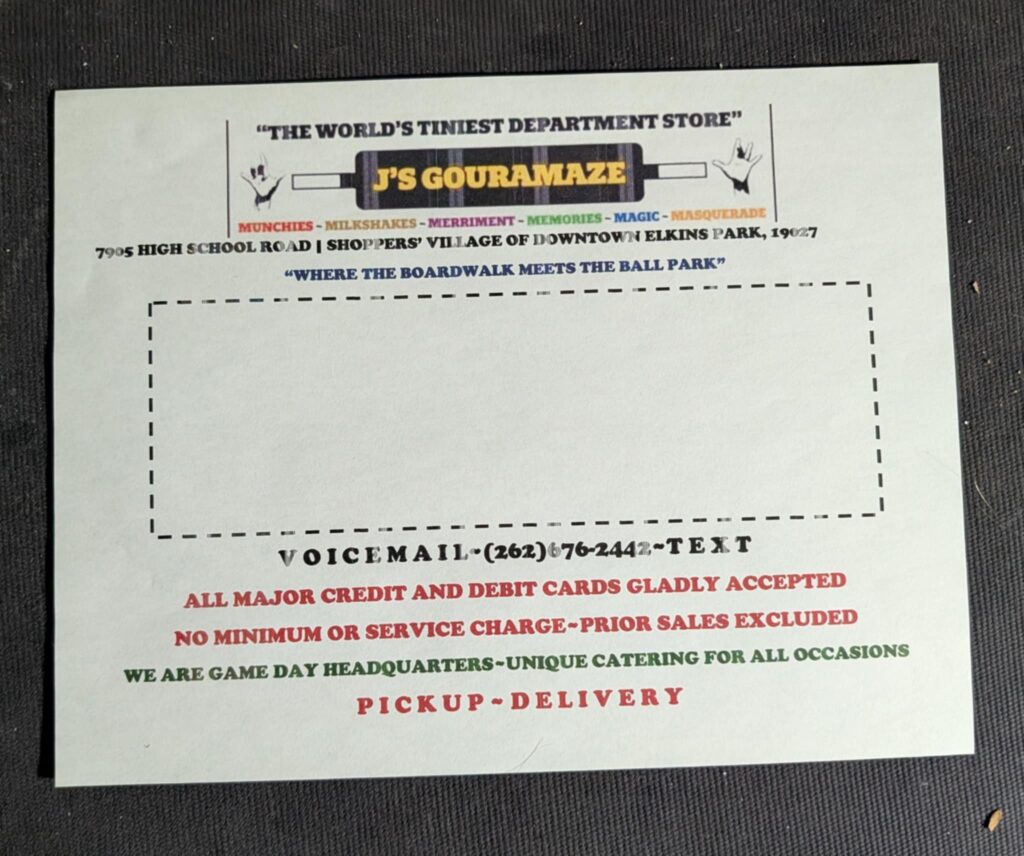 “THE WORLD’S TINIEST DEPARTMENT STORE”
J’S GOURAMAZE
MUNCHIES ~ MILKSHAKES ~ MERRIMENT ~ MEMORIES ~ MAGIC ~ MASQUERADE
7905 HIGH SCHOOL ROAD | SHOPPERS’ VILLAGE OF DOWNTOWN ELKINS PARK, 19027
“WHERE THE BOARDWALK MEETS THE BALL PARK”
VOICEMAIL~(262)676-2442~TEXT
ALL MAJOR CREDIT AND DEBIT CARDS GLADLY ACCEPTED
NO MINIMUM OR SERVICE CHARGE~PRIOR SALES EXCLUDED
WE ARE GAME DAY HEADQUARTERS~UNIQUE CATERING FOR ALL OCCASIONS
PICKUP~DELIVERY